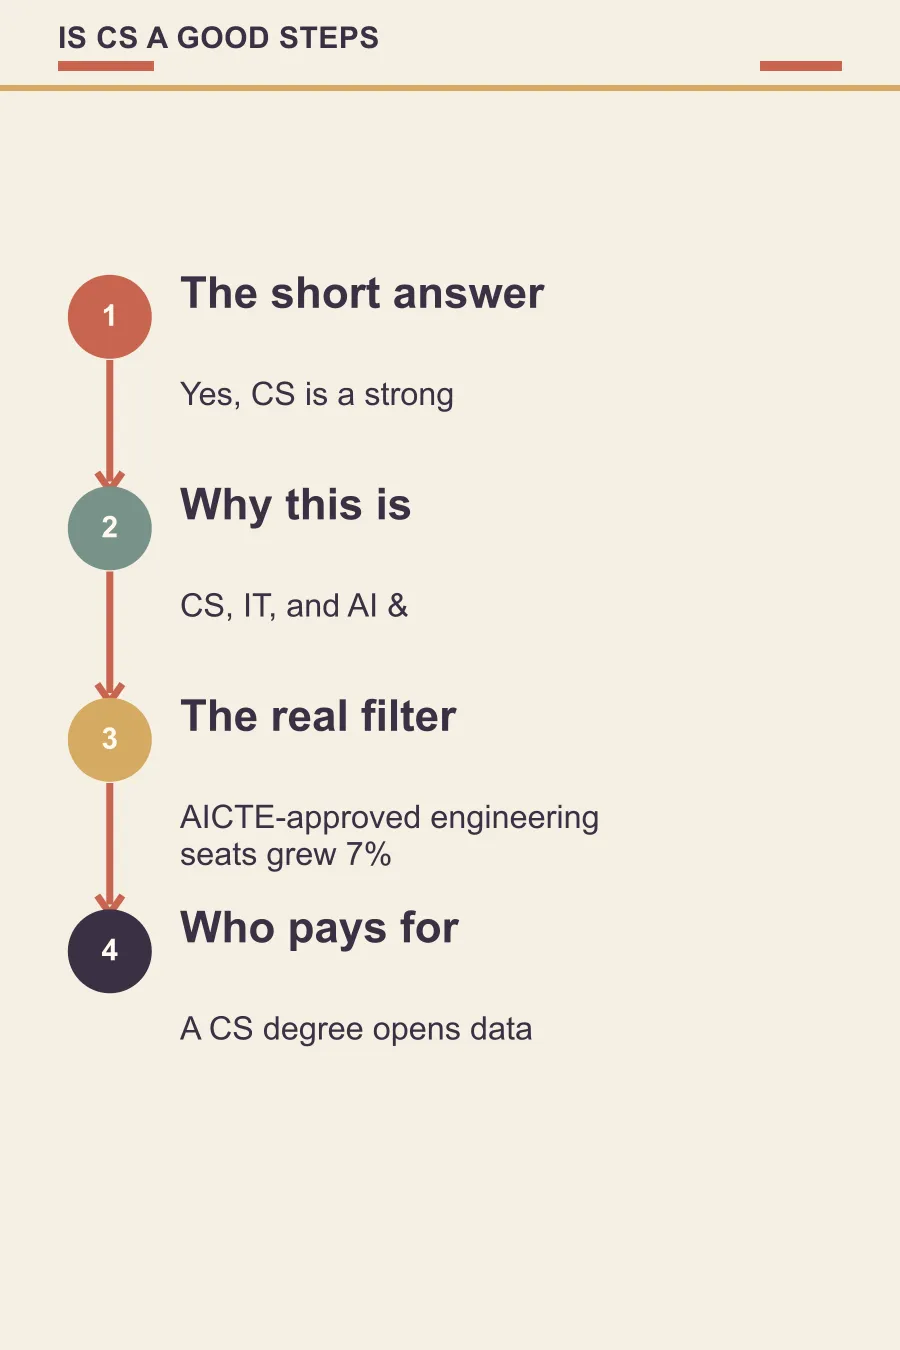 IS CS A GOOD STEPS
1
The short answer
Yes, CS is a strong
2
Why this is
CS, IT, and AI &
3
The real filter
AICTE-approved engineering
seats grew 7%
4
Who pays for
A CS degree opens data